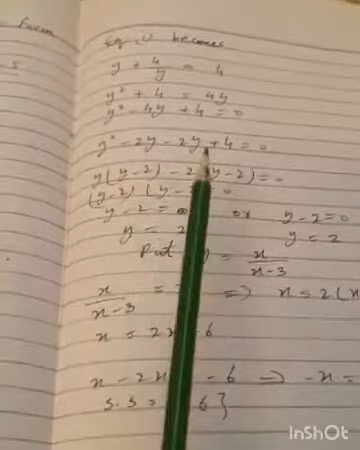 form
Eq i) becomes
5
y + 4/y = 4
y² + 4 = 4y
y² - 4y + 4 = 0
y² - 2y - 2y + 4 = 0
y(y-2) - 2(y-2) = 0
(y-2) (y- 0
y - 2 = or y - 2 = 0
y = 2 y = 2
Put = x/(x-3)
x/(x-3) = ⇒ x = 2(x
x = 2x 6
x - 2x - 6 ⇒ -x =
S.S = 6}
InShOt